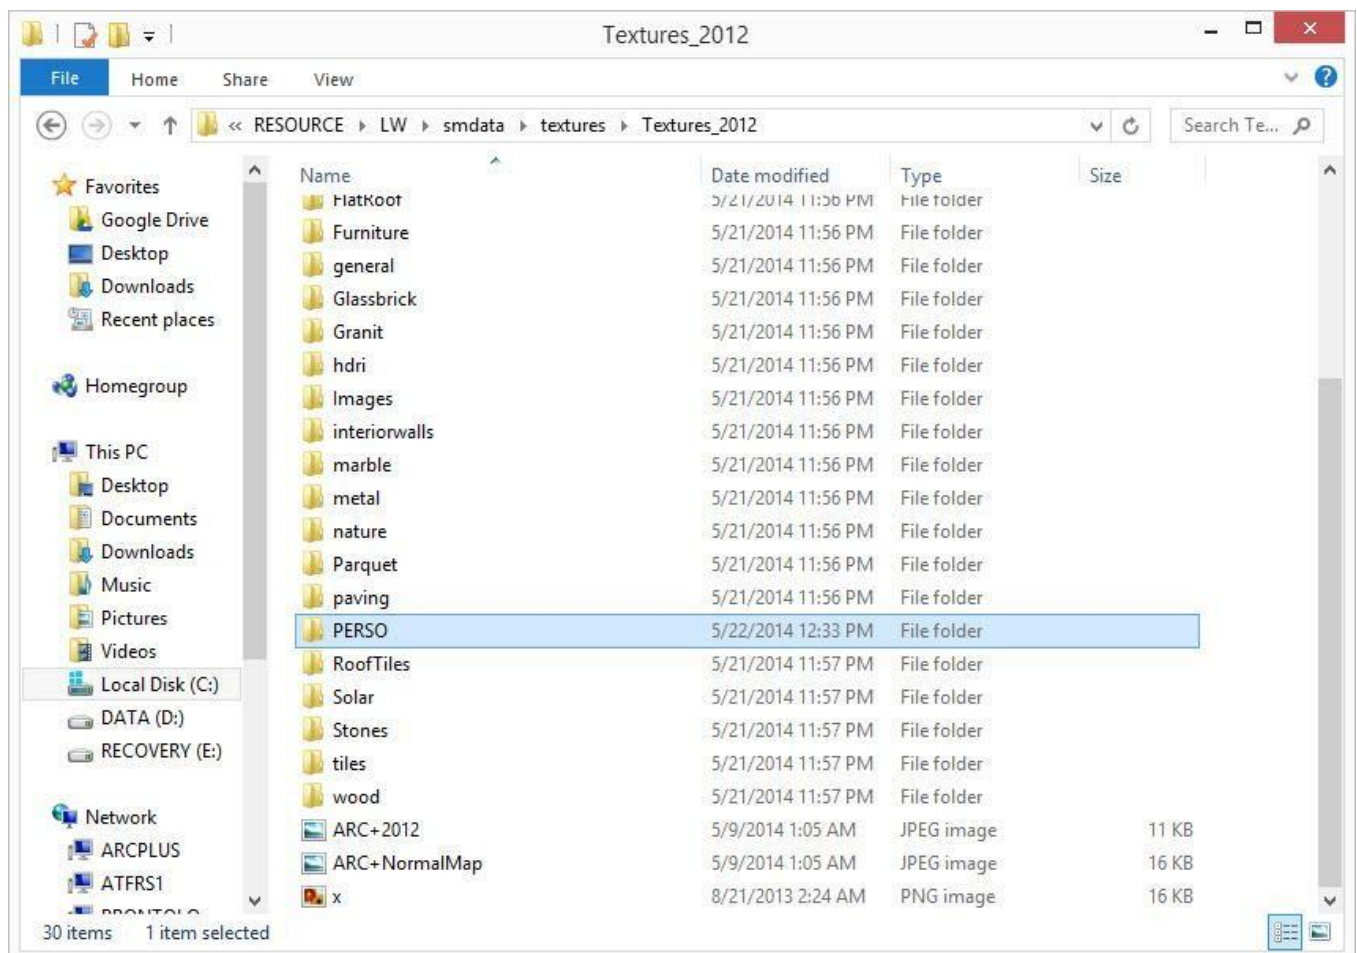 Textures_2012
File Home Share View
« RESOURCE LW smdata textures Textures_2012 Search Te...
Name Date modified Type Size
Favorites
Google Drive
Desktop
Downloads
Recent places
Homegroup
This PC
Desktop
Documents
Downloads
Music
Pictures
Videos
Local Disk (C:)
DATA (D:)
RECOVERY (E:)
Network
ARCPLUS
ATFRS1
FlatRoof 5/21/2014 11:56 PM File folder
Furniture 5/21/2014 11:56 PM File folder
general 5/21/2014 11:56 PM File folder
Glassbrick 5/21/2014 11:56 PM File folder
Granit 5/21/2014 11:56 PM File folder
hdri 5/21/2014 11:56 PM File folder
Images 5/21/2014 11:56 PM File folder
interiorwalls 5/21/2014 11:56 PM File folder
marble 5/21/2014 11:56 PM File folder
metal 5/21/2014 11:56 PM File folder
nature 5/21/2014 11:56 PM File folder
Parquet 5/21/2014 11:56 PM File folder
paving 5/21/2014 11:56 PM File folder
PERSO 5/22/2014 12:33 PM File folder
RoofTiles 5/21/2014 11:57 PM File folder
Solar 5/21/2014 11:57 PM File folder
Stones 5/21/2014 11:57 PM File folder
tiles 5/21/2014 11:57 PM File folder
wood 5/21/2014 11:57 PM File folder
ARC+2012 5/9/2014 1:05 AM JPEG image 11 KB
ARC+NormalMap 5/9/2014 1:05 AM JPEG image 16 KB
x 8/21/2013 2:24 AM PNG image 16 KB
30 items 1 item selected